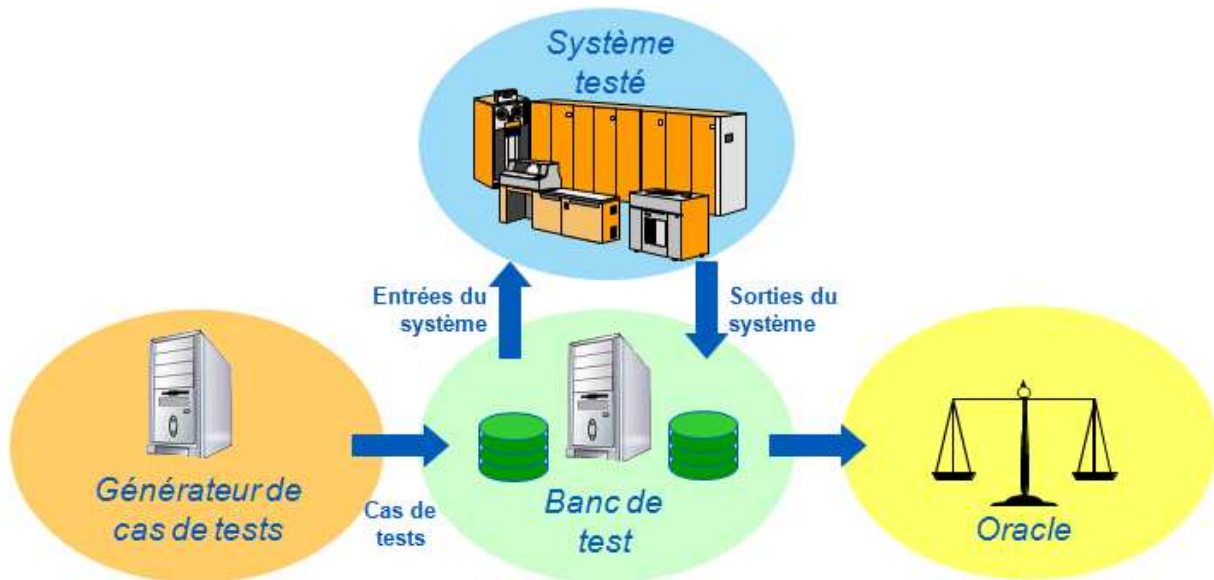 Système
testé
Entrées du
système
Sorties du
système
Générateur de
cas de tests
Cas de
tests
Banc de
test
Oracle